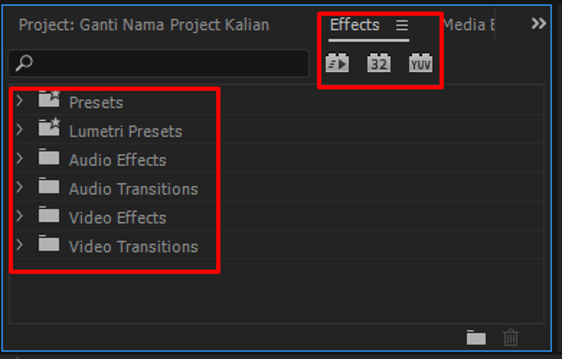 Project: Ganti Nama Project Kalian Effects Media
32 YUV
Presets
Lumetri Presets
Audio Effects
Audio Transitions
Video Effects
Video Transitions